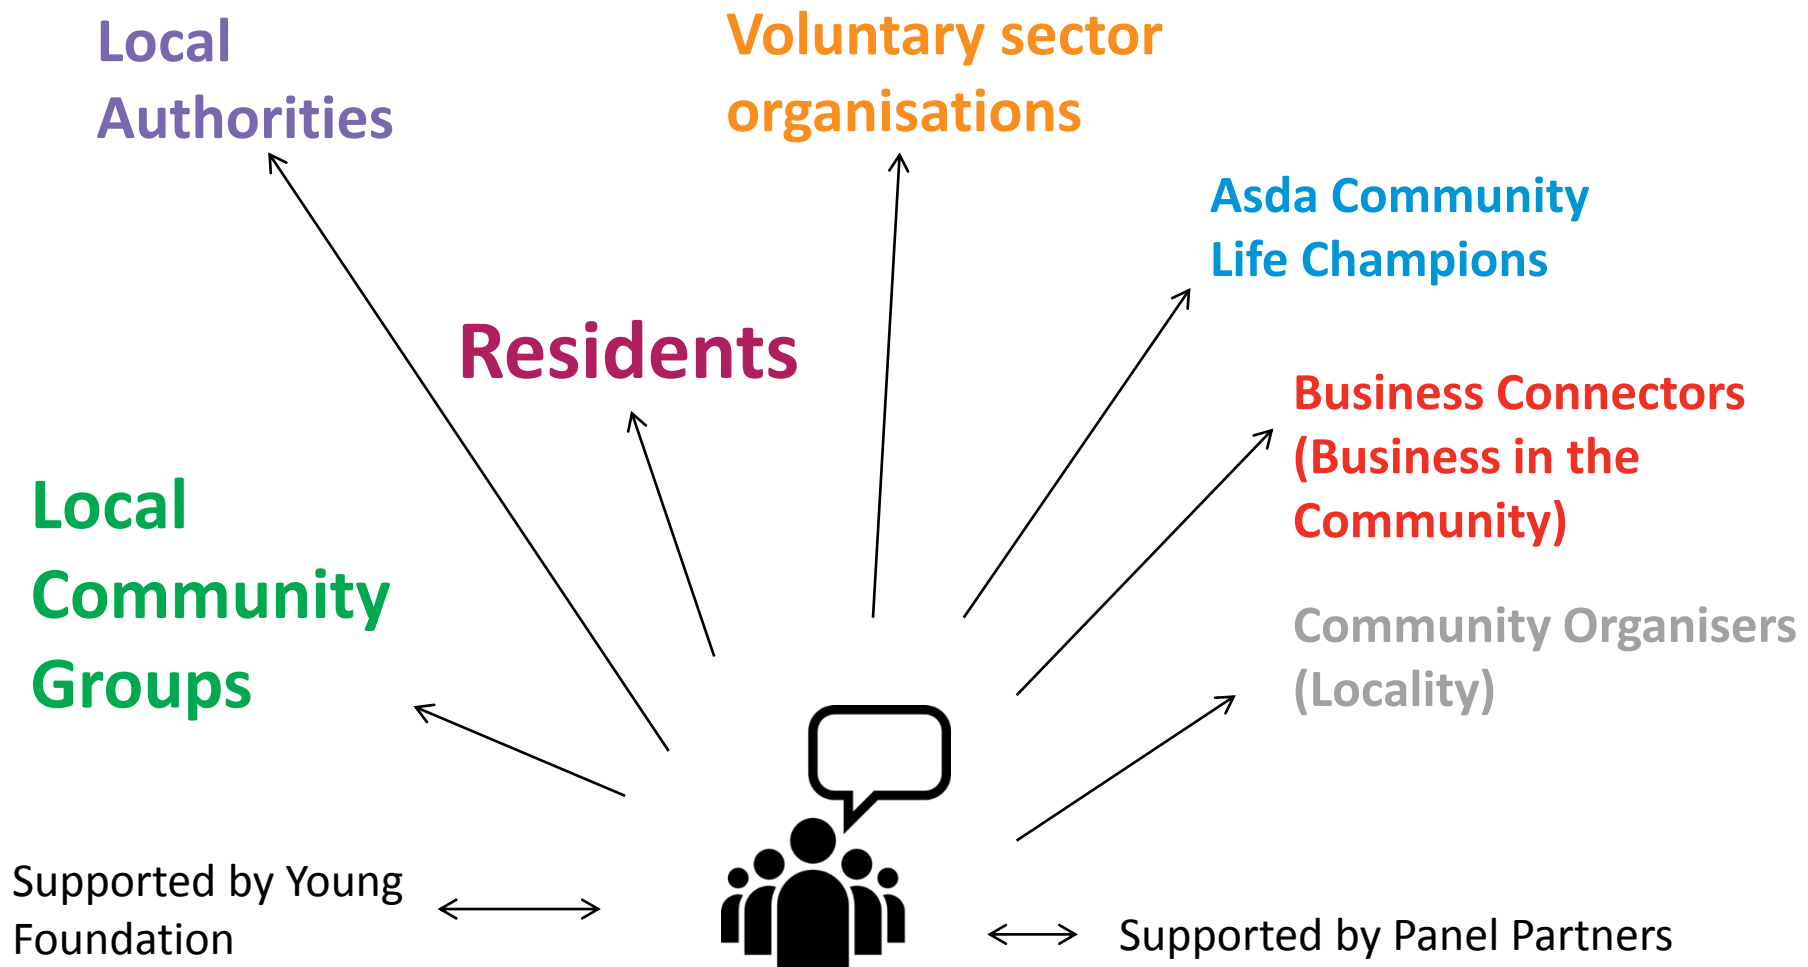 Local
Authorities
Voluntary sector
organisations
Asda Community
Life Champions
Residents
Business Connectors
(Business in the
Community)
Local
Community
Groups
Community Organisers
(Locality)
Supported by Young
Foundation
Supported by Panel Partners